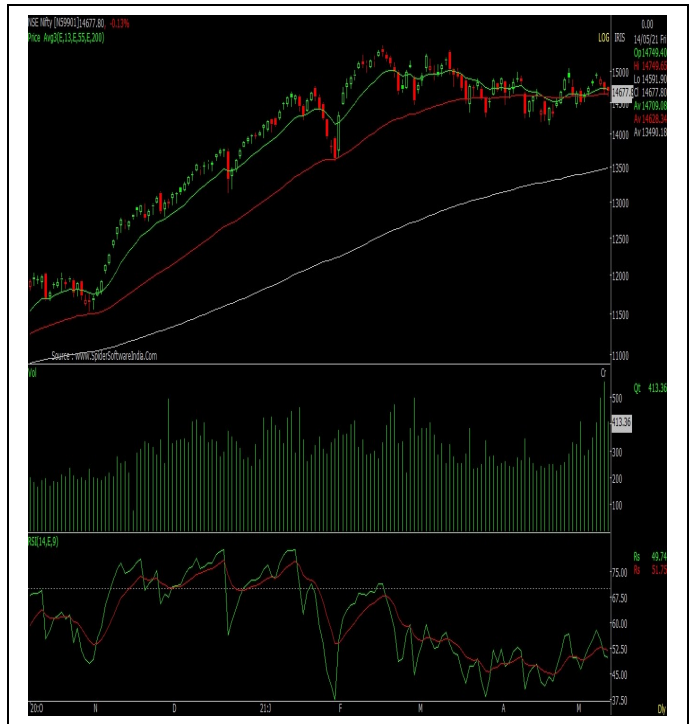 NSE Nifty [N59901]14677.80, -0.13%
Price Avg3(E,13,E,55,E,200)
LOG
IRIS
0.00
14/05/21 Fri
Op 14749.40
Hi 14749.65
Lo 14591.90
Cl 14677.80
Av 14709.08
Av 14628.34
Av 13490.18
15000
14677.8
14500
14000
13500
13000
12500
12000
11500
11000
Source : www.SpiderSoftwareIndia.Com
Vol
Cr
Qt 413.36
500
413.36
300
200
100
RSI(14,E,9)
Rs 49.74
Rs 51.75
75.00
67.50
60.00
52.50
45.00
37.50
20:O N D 21:J F M A M
Dly